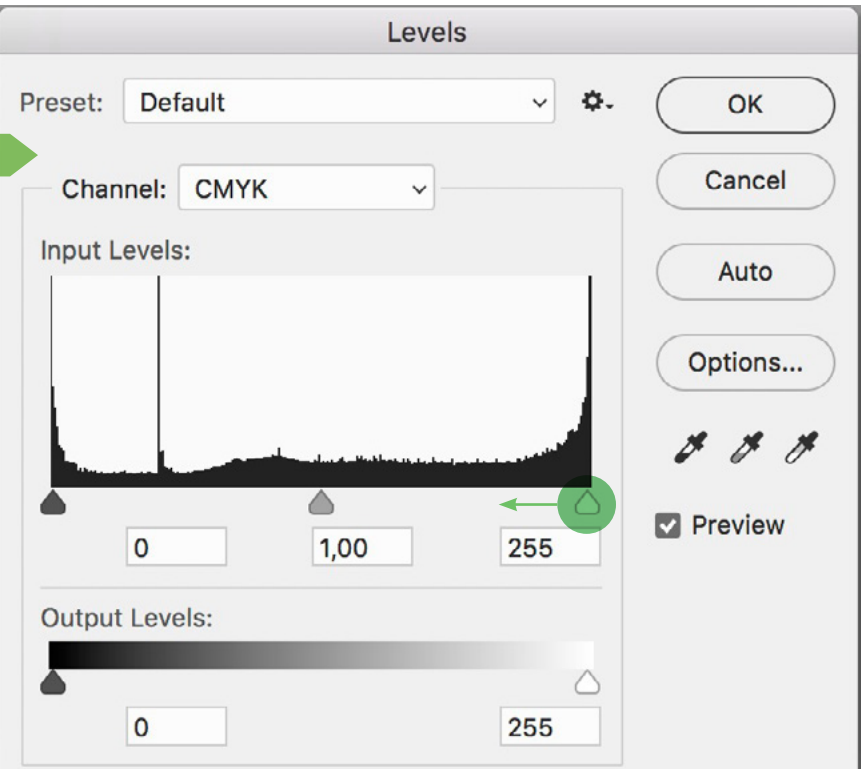 Levels
Preset: Default
OK
Channel: CMYK
Cancel
Input Levels:
Auto
Options...
0 1,00 255
Preview
Output Levels:
0 255